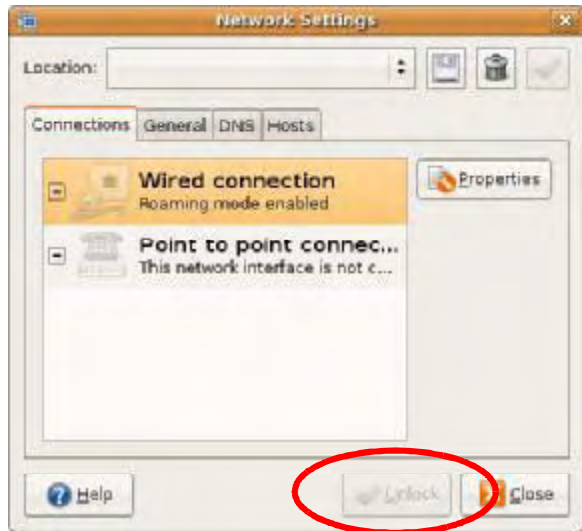 Network Settings
Location:
Connections General DNS Hosts
Wired connection
Roaming mode enabled
Properties
Point to point connec...
This network interface is not c...
Help Unlock Close